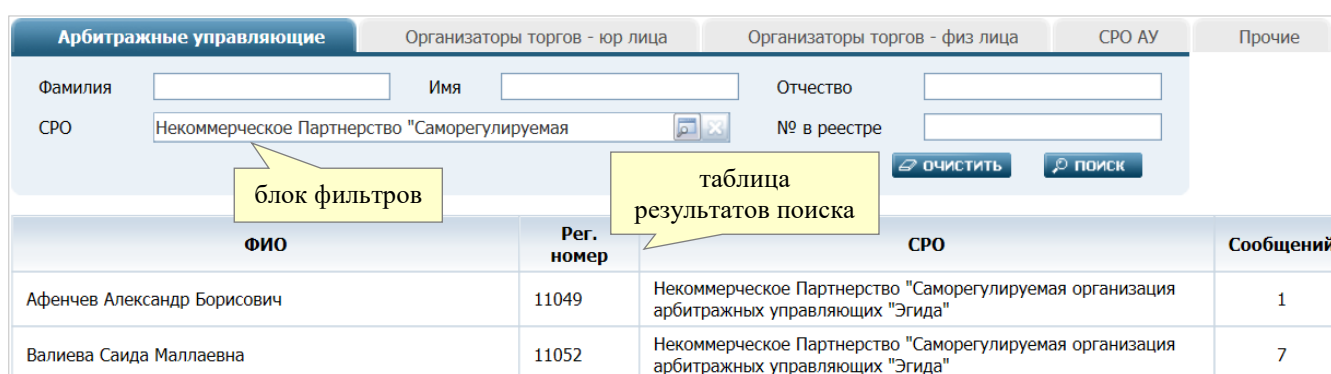 Арбитражные управляющие Организаторы торгов - юр лица Организаторы торгов - физ лица СРО АУ Прочие
Фамилия Имя Отчество
СРО Некоммерческое Партнерство "Саморегулируемая № в реестре
очистить поиск
блок фильтров
таблица
результатов поиска
ФИО Рег. номер СРО Сообщений
Афенчев Александр Борисович 11049 Некоммерческое Партнерство "Саморегулируемая организация
арбитражных управляющих "Эгида" 1
Валиева Саида Маллаевна 11052 Некоммерческое Партнерство "Саморегулируемая организация
арбитражных управляющих "Эгида" 7